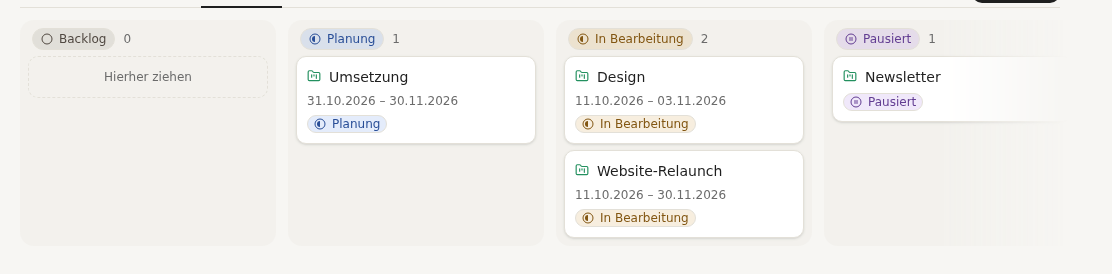 Backlog 0
Hierher ziehen
Planung 1
Umsetzung
31.10.2026 – 30.11.2026
Planung
In Bearbeitung 2
Design
11.10.2026 – 03.11.2026
In Bearbeitung
Website-Relaunch
11.10.2026 – 30.11.2026
In Bearbeitung
Pausiert 1
Newsletter
Pausiert